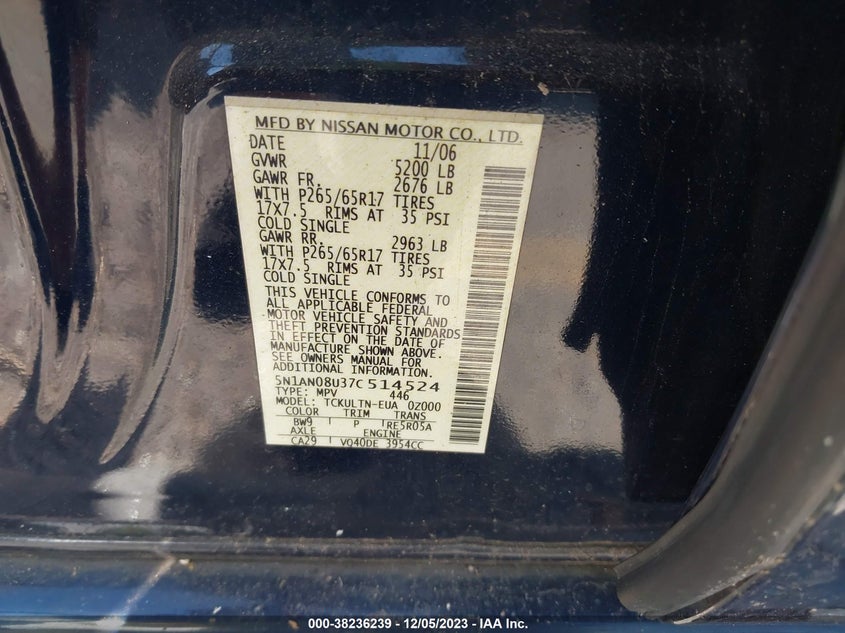 MFD BY NISSAN MOTOR CO., LTD.
DATE 11/06
GVWR 5200 LB
GAWR FR. 2676 LB
WITH P265/65R17 TIRES
17X7.5 RIMS AT 35 PSI
COLD SINGLE
GAWR RR. 2963 LB
WITH P265/65R17 TIRES
17X7.5 RIMS AT 35 PSI
COLD SINGLE
THIS VEHICLE CONFORMS TO
ALL APPLICABLE FEDERAL
MOTOR VEHICLE SAFETY AND
THEFT PREVENTION STANDARDS
IN EFFECT ON THE DATE OF
MANUFACTURE SHOWN ABOVE.
SEE OWNERS MANUAL FOR
ADDITIONAL INFORMATION.
5N1AN08U37C514524
TYPE: MPV 446
MODEL: TCKULTN-EUA 0Z000
COLOR TRIM TRANS
BW9 P RE5R05A
AXLE ENGINE
CA29 VQ40DE 3954CC
000-38236239 - 12/05/2023 - IAA Inc.